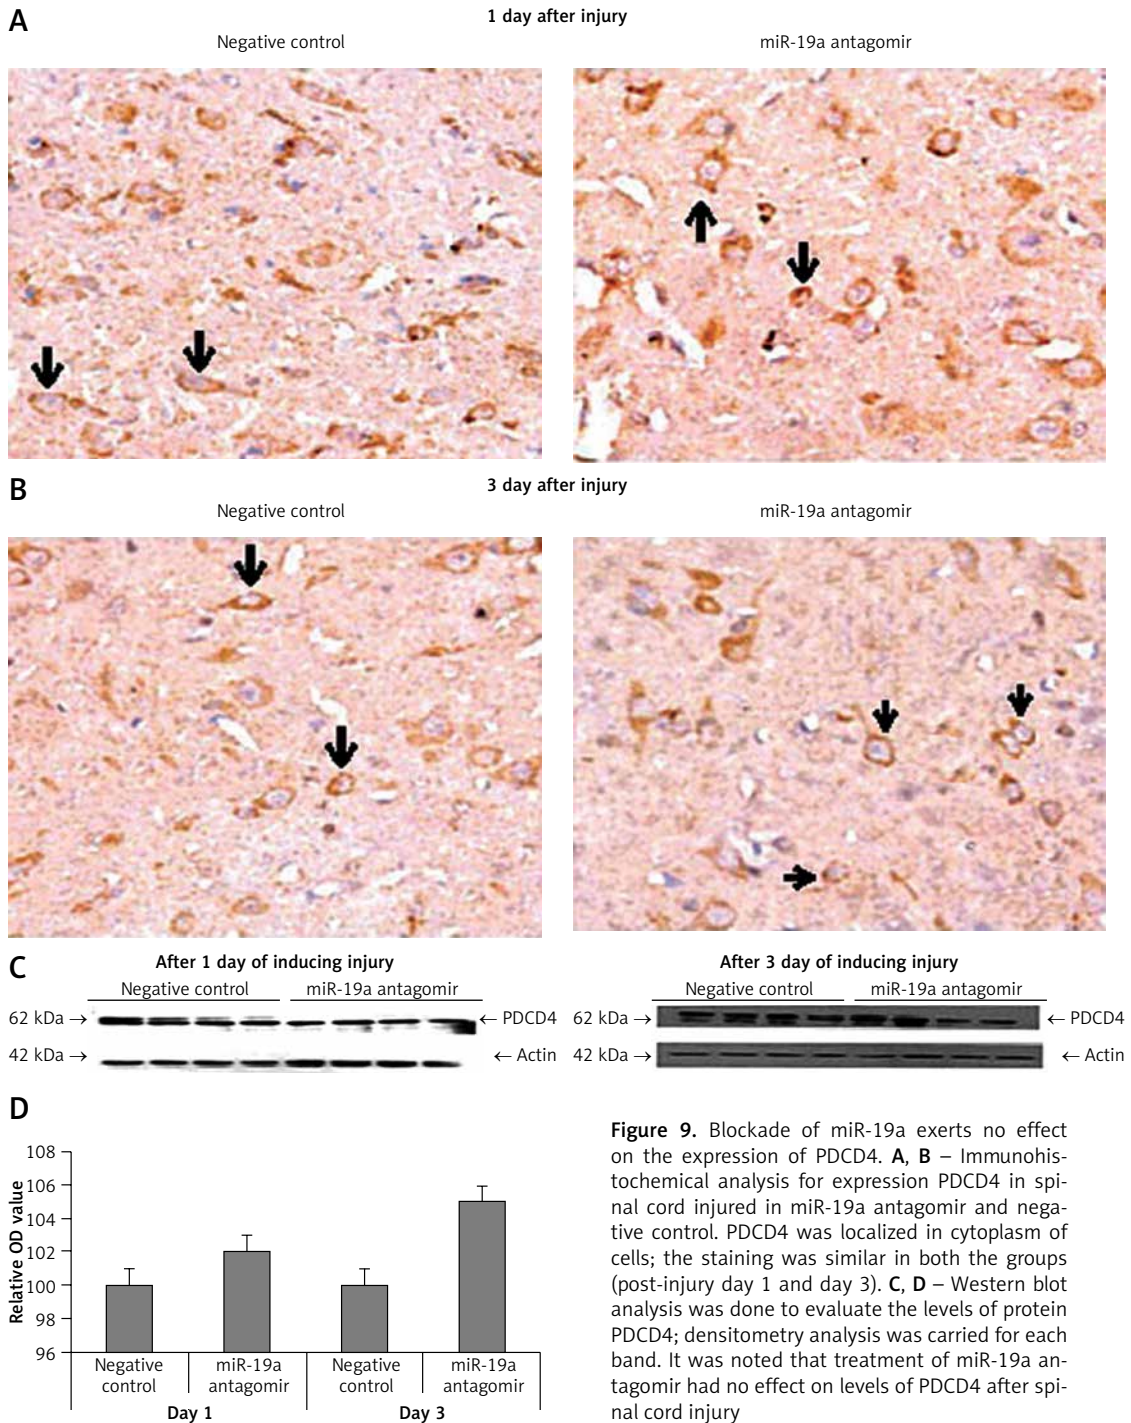 A
1 day after injury
Negative control
miR-19a antagomir
B
3 day after injury
Negative control
miR-19a antagomir
C
After 1 day of inducing injury
Negative control
miR-19a antagomir
62 kDa →
← PDCD4
42 kDa →
← Actin
After 3 day of inducing injury
Negative control
miR-19a antagomir
62 kDa →
← PDCD4
42 kDa →
← Actin
D
Relative OD value
108
106
104
102
100
98
96
Negative
control
miR-19a
antagomir
Negative
control
miR-19a
antagomir
Day 1
Day 3
Figure 9. Blockade of miR-19a exerts no effect
on the expression of PDCD4. A, B – Immunohis-
tochemical analysis for expression PDCD4 in spi-
nal cord injured in miR-19a antagomir and nega-
tive control. PDCD4 was localized in cytoplasm of
cells; the staining was similar in both the groups
(post-injury day 1 and day 3). C, D – Western blot
analysis was done to evaluate the levels of protein
PDCD4; densitometry analysis was carried for each
band. It was noted that treatment of miR-19a an-
tagomir had no effect on levels of PDCD4 after spi-
nal cord injury